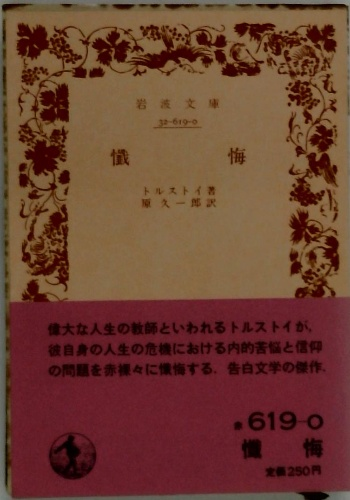 岩波文庫
32-619-0
懺悔
トルストイ著
原久一郎訳
偉大な人生の教師といわれるトルストイが,
彼自身の人生の危機における内的苦悩と信仰
の問題を赤裸々に懺悔する. 告白文学の傑作.
赤 619-0
懺悔
定価250円